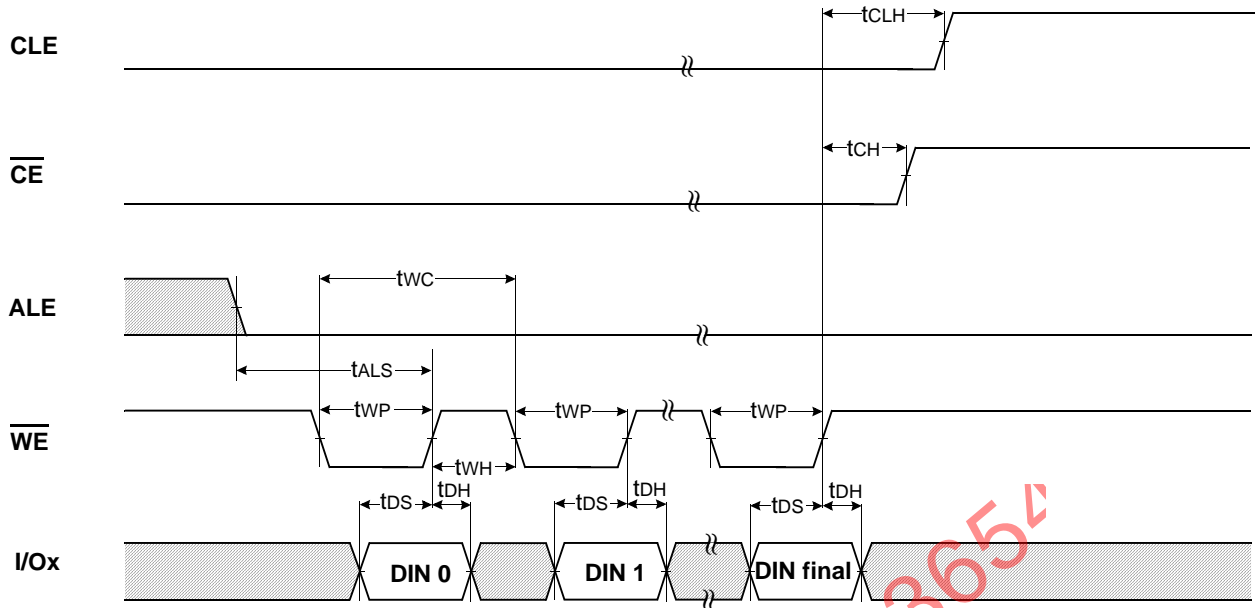 tCLH
CLE
tCH
CE
tWC
ALE
tALS
tWP tWP tWP
WE
tWH
tDS tDH tDS tDH tDS tDH
I/Ox DIN 0 DIN 1 DIN final